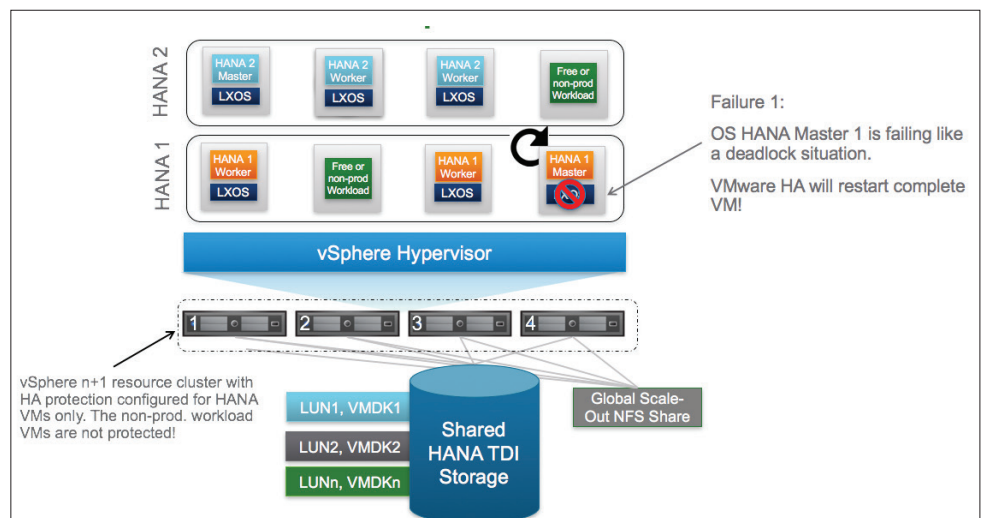 HANA 2
HANA 2
Master
LXOS
HANA 2
Worker
LXOS
HANA 2
Worker
LXOS
Free or
non-prod
Workload
HANA 1
HANA 1
Worker
LXOS
Free or
non-prod
Workload
HANA 1
Worker
LXOS
HANA 1
Master
LXOS
Failure 1:
OS HANA Master 1 is failing like
a deadlock situation.
VMware HA will restart complete
VM!
vSphere Hypervisor
1
2
3
4
vSphere n+1 resource cluster with
HA protection configured for HANA
VMs only. The non-prod. workload
VMs are not protected!
LUN1, VMDK1
LUN2, VMDK2
LUNn, VMDKn
Shared
HANA TDI
Storage
Global Scale-
Out NFS Share